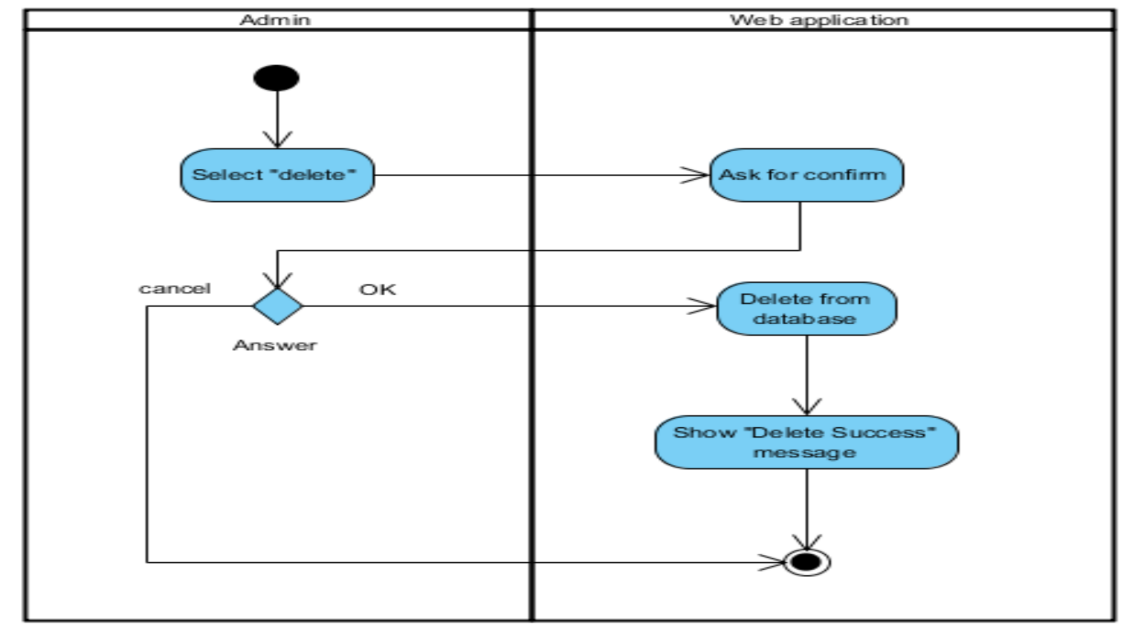 Admin
Web application
Select "delete"
Ask for confirm
cancel
OK
Answer
Delete from
database
Show "Delete Success"
message